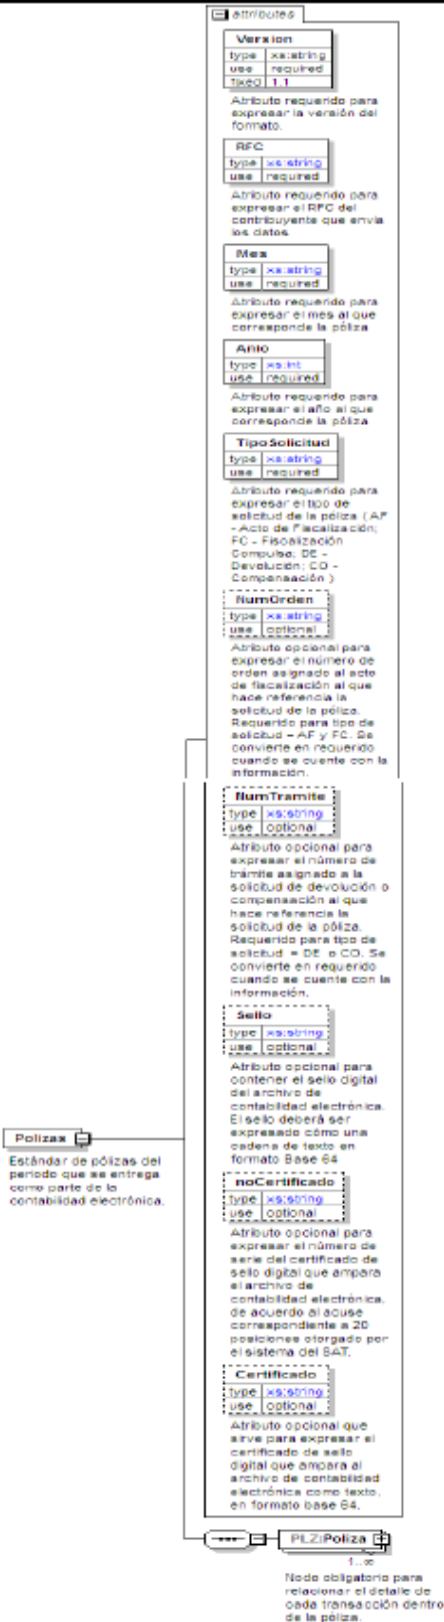 attributes
Version
type xs:string
use required
fixed 1.1
Atributo requerido para
expresar la versión del
formato.
RFC
type xs:string
use required
Atributo requerido para
expresar el RFC del
contribuyente que envía
los datos
Mes
type xs:string
use required
Atributo requerido para
expresar el mes al que
corresponde la póliza
Anio
type xs:int
use required
Atributo requerido para
expresar el año al que
corresponde la póliza
TipoSolicitud
type xs:string
use required
Atributo requerido para
expresar el tipo de
solicitud de la póliza ( AF
- Acto de Fiscalización;
FC - Fiscalización
Compulsa; DE -
Devolución; CO -
Compensación )
NumOrden
type xs:string
use optional
Atributo opcional para
expresar el número de
orden asignado al acto
de fiscalización al que
hace referencia la
solicitud de la póliza.
Requerido para tipo de
solicitud = AF y FC. Se
convierte en requerido
cuando se cuente con la
información.
NumTramite
type xs:string
use optional
Atributo opcional para
expresar el número de
trámite asignado a la
solicitud de devolución o
compensación al que
hace referencia la
solicitud de la póliza.
Requerido para tipo de
solicitud = DE o CO. Se
convierte en requerido
cuando se cuente con la
información.
Sello
type xs:string
use optional
Atributo opcional para
contener el sello digital
del archivo de
contabilidad electrónica.
El sello deberá ser
expresado cómo una
cadena de texto en
formato Base 64
Polizas
Estándar de pólizas del
periodo que se entrega
como parte de la
contabilidad electrónica.
noCertificado
type xs:string
use optional
Atributo opcional para
expresar el número de
serie del certificado de
sello digital que ampara
el archivo de
contabilidad electrónica,
de acuerdo al acuse
correspondiente a 20
posiciones otorgado por
el sistema del SAT.
Certificado
type xs:string
use optional
Atributo opcional que
sirve para expresar el
certificado de sello
digital que ampara al
archivo de contabilidad
electrónica como texto,
en formato base 64.
PLZ:Poliza
1..∞
Nodo obligatorio para
relacionar el detalle de
cada transacción dentro
de la póliza.